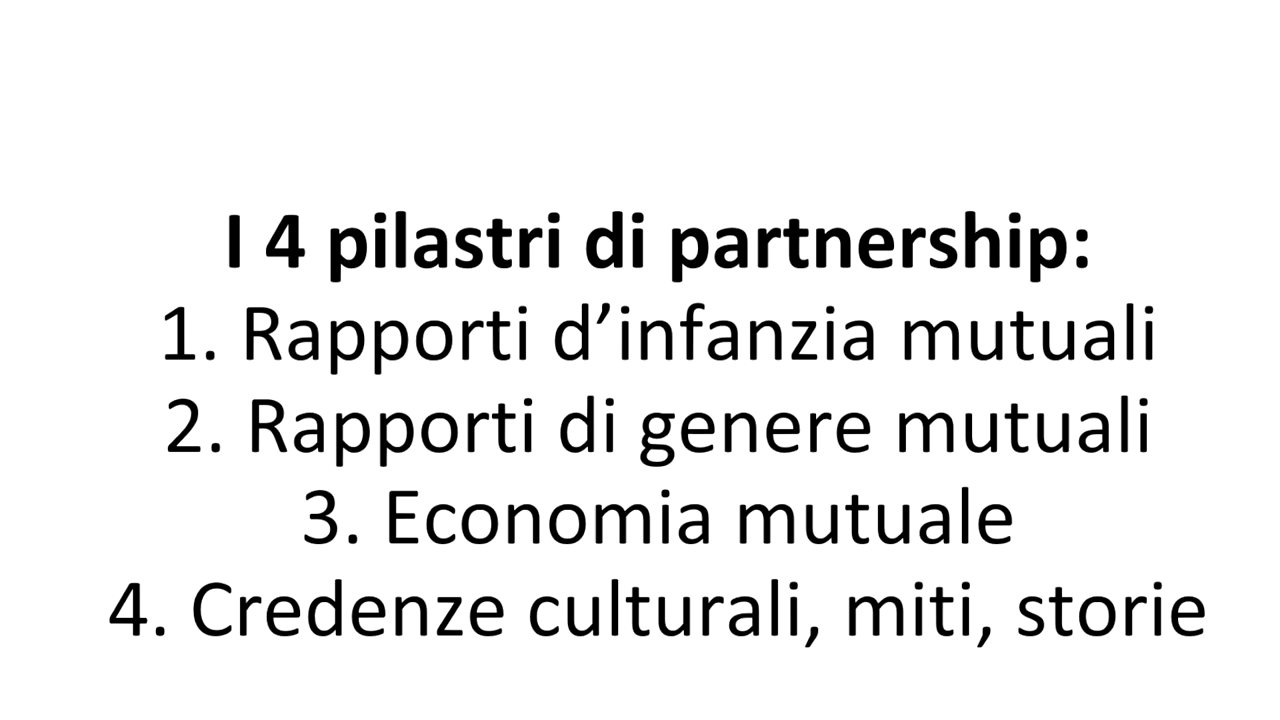 I 4 pilastri di partnership:
1. Rapporti d’infanzia mutuali
2. Rapporti di genere mutuali
3. Economia mutuale
4. Credenze culturali, miti, storie